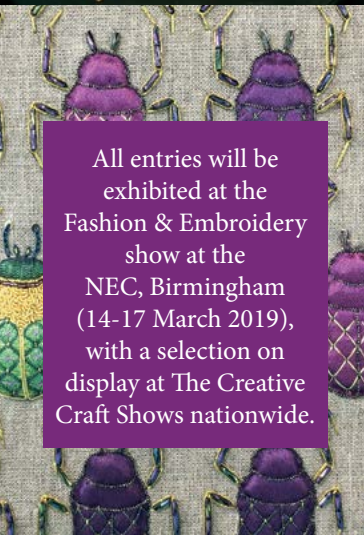 All entries will be
exhibited at the
Fashion & Embroidery
show at the
NEC, Birmingham
(14-17 March 2019),
with a selection on
display at The Creative
Craft Shows nationwide.